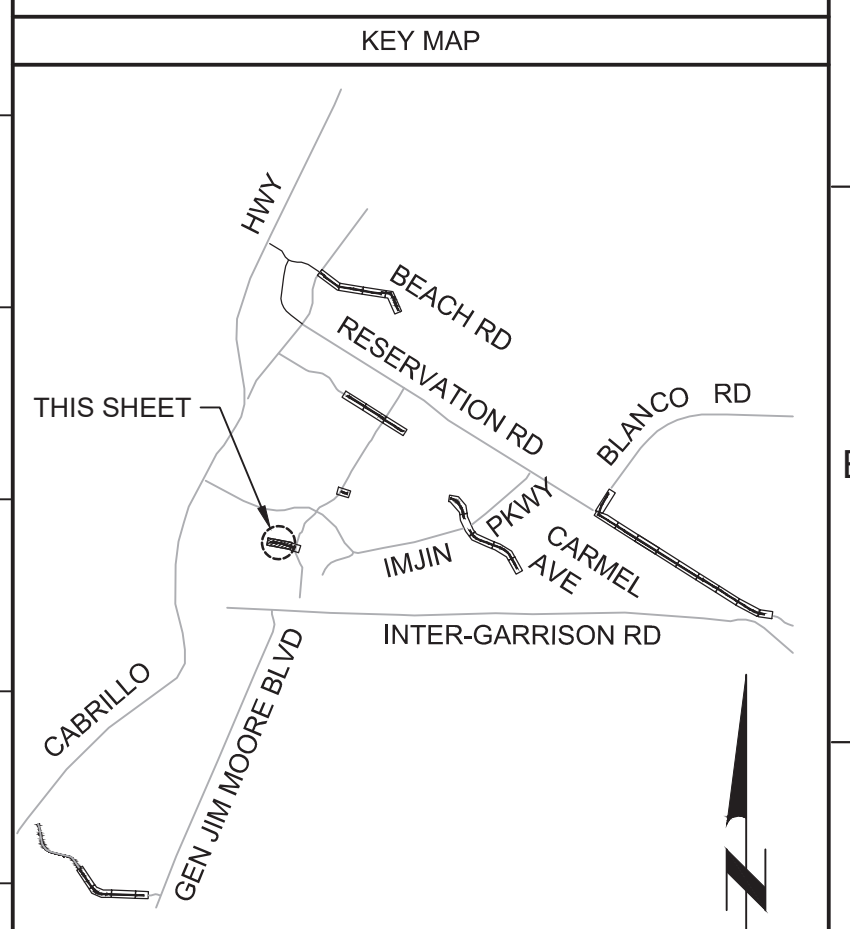 KEY MAP
HWY
BEACH RD
RESERVATION RD
THIS SHEET
BLANCO RD
IMJIN PKWY
CARMEL AVE
INTER-GARRISON RD
CABRILLO
GEN JIM MOORE BLVD
N